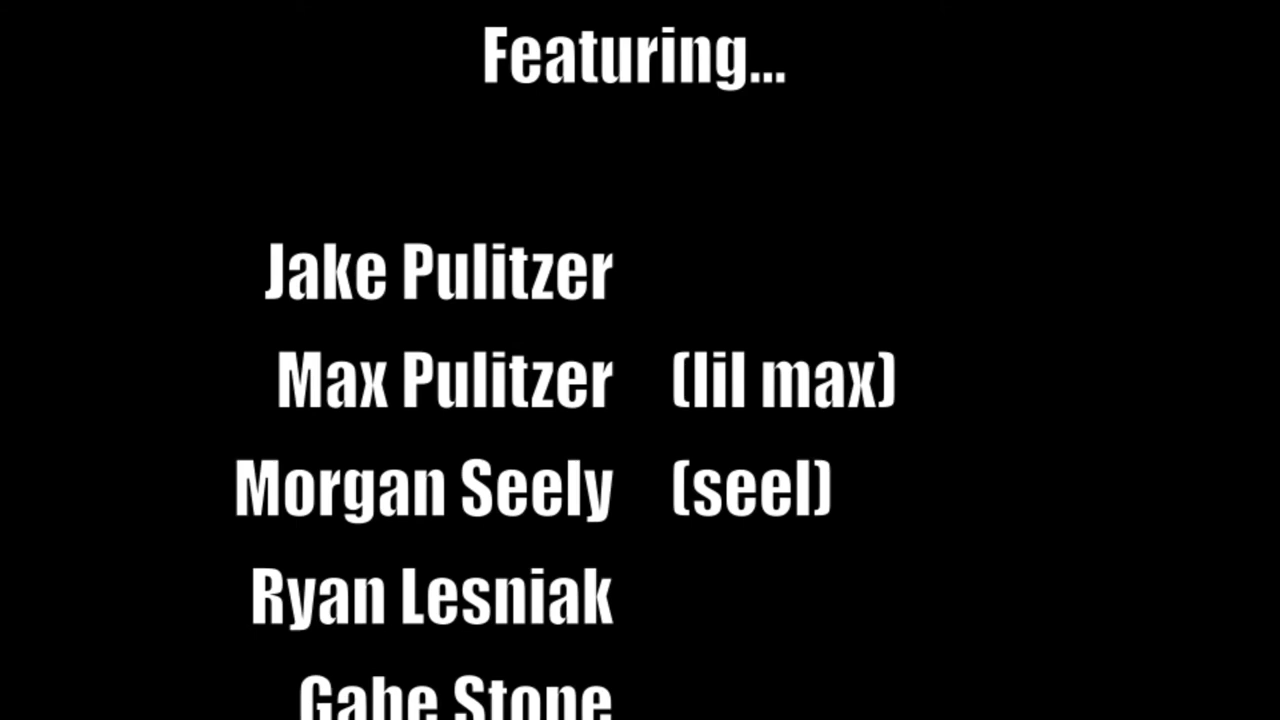 Featuring...
Jake Pulitzer
Max Pulitzer (lil max)
Morgan Seely (seel)
Ryan Lesniak
Gabe Stone